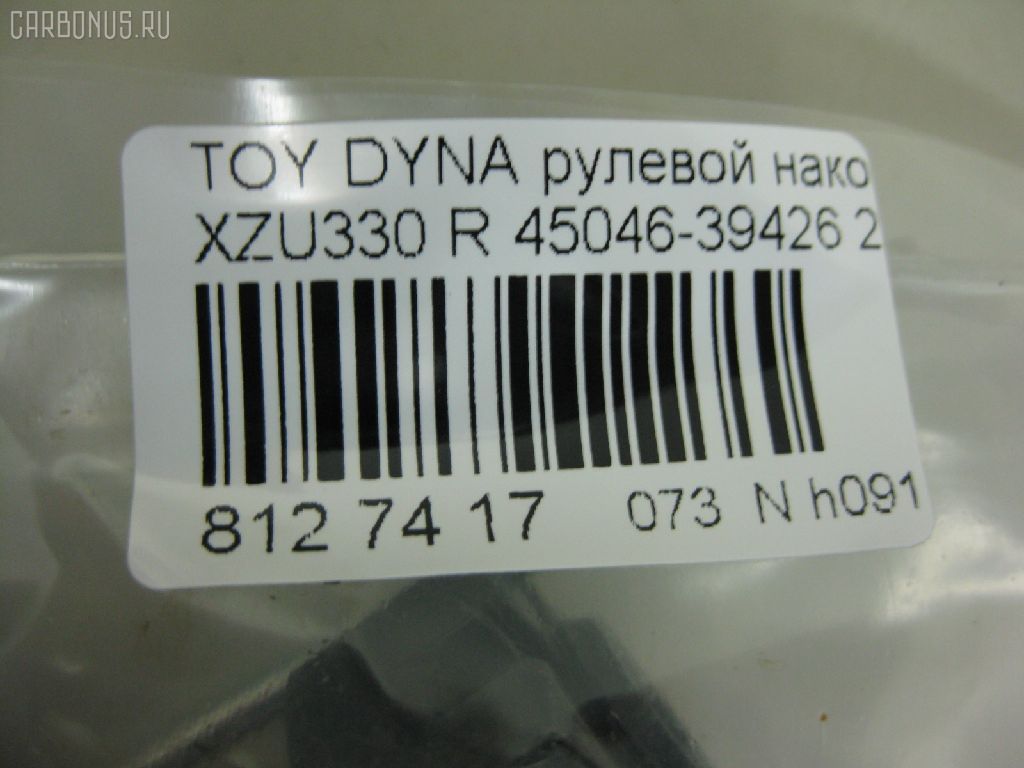 CARBONUS.RU
TOY DYNA рулевой нако
XZU330 R 45046-39426 2
812 74 17 073 N h091